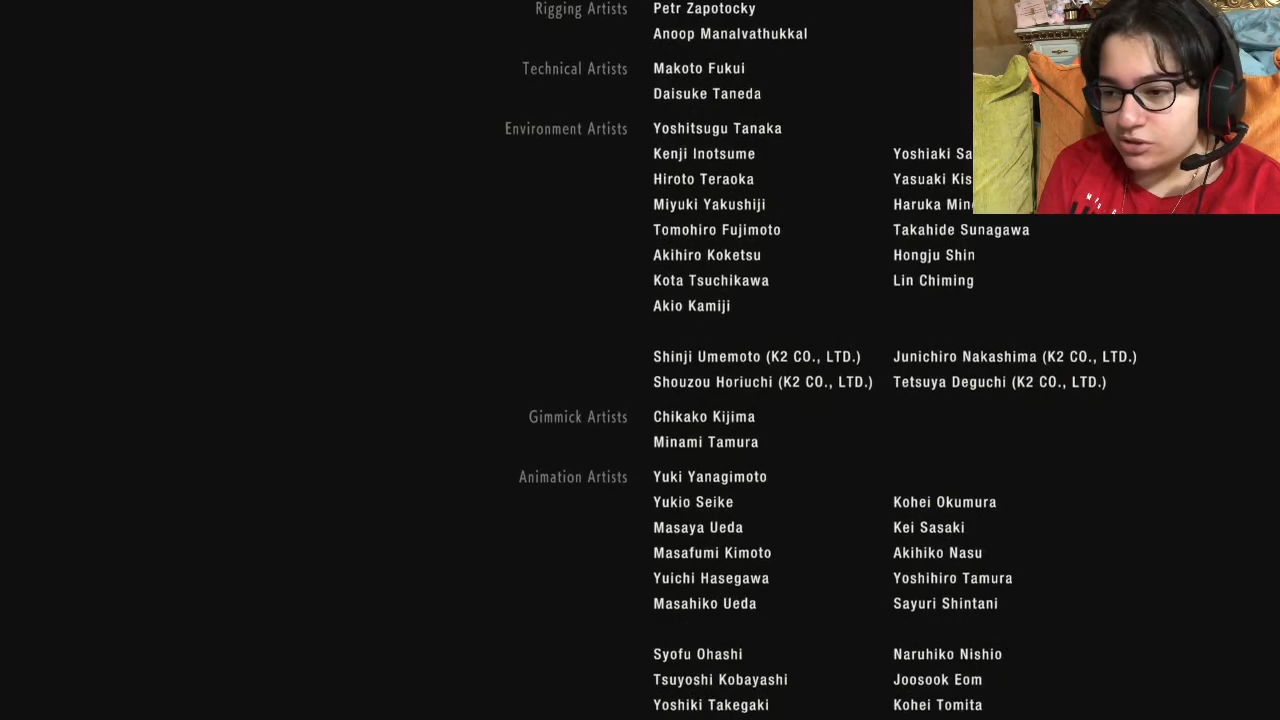 Rigging Artists Petr Zapotocky
Anoop Manalvathukkal
Technical Artists Makoto Fukui
Daisuke Taneda
Environment Artists Yoshitsugu Tanaka
Kenji Inotsume Yoshiaki
Hiroto Teraoka Yasuaki
Miyuki Yakushiji Haruka
Tomohiro Fujimoto Takahide Sunagawa
Akihiro Koketsu Hongju Shin
Kota Tsuchikawa Lin Chiming
Akio Kamiji
Shinji Umemoto (K2 CO., LTD.) Junichiro Nakashima (K2 CO., LTD.)
Shouzou Horiuchi (K2 CO., LTD.) Tetsuya Deguchi (K2 CO., LTD.)
Gimmick Artists Chikako Kijima
Minami Tamura
Animation Artists Yuki Yanagimoto
Yukio Seike Kohei Okumura
Masaya Ueda Kei Sasaki
Masafumi Kimoto Akihiko Nasu
Yuichi Hasegawa Yoshihiro Tamura
Masahiko Ueda Sayuri Shintani
Syofu Ohashi Naruhiko Nishio
Tsuyoshi Kobayashi Joosook Eom
Yoshiki Takegaki Kohei Tomita